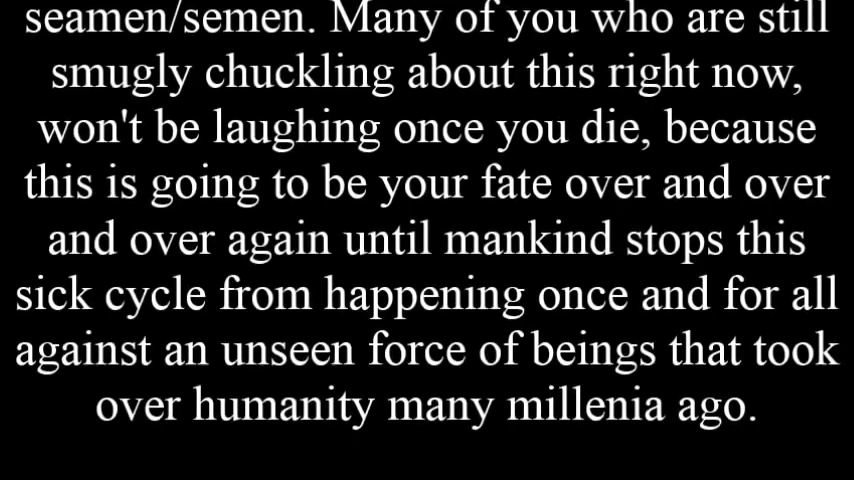 seamen/semen. Many of you who are still
smugly chuckling about this right now,
won't be laughing once you die, because
this is going to be your fate over and over
and over again until mankind stops this
sick cycle from happening once and for all
against an unseen force of beings that took
over humanity many millenia ago.